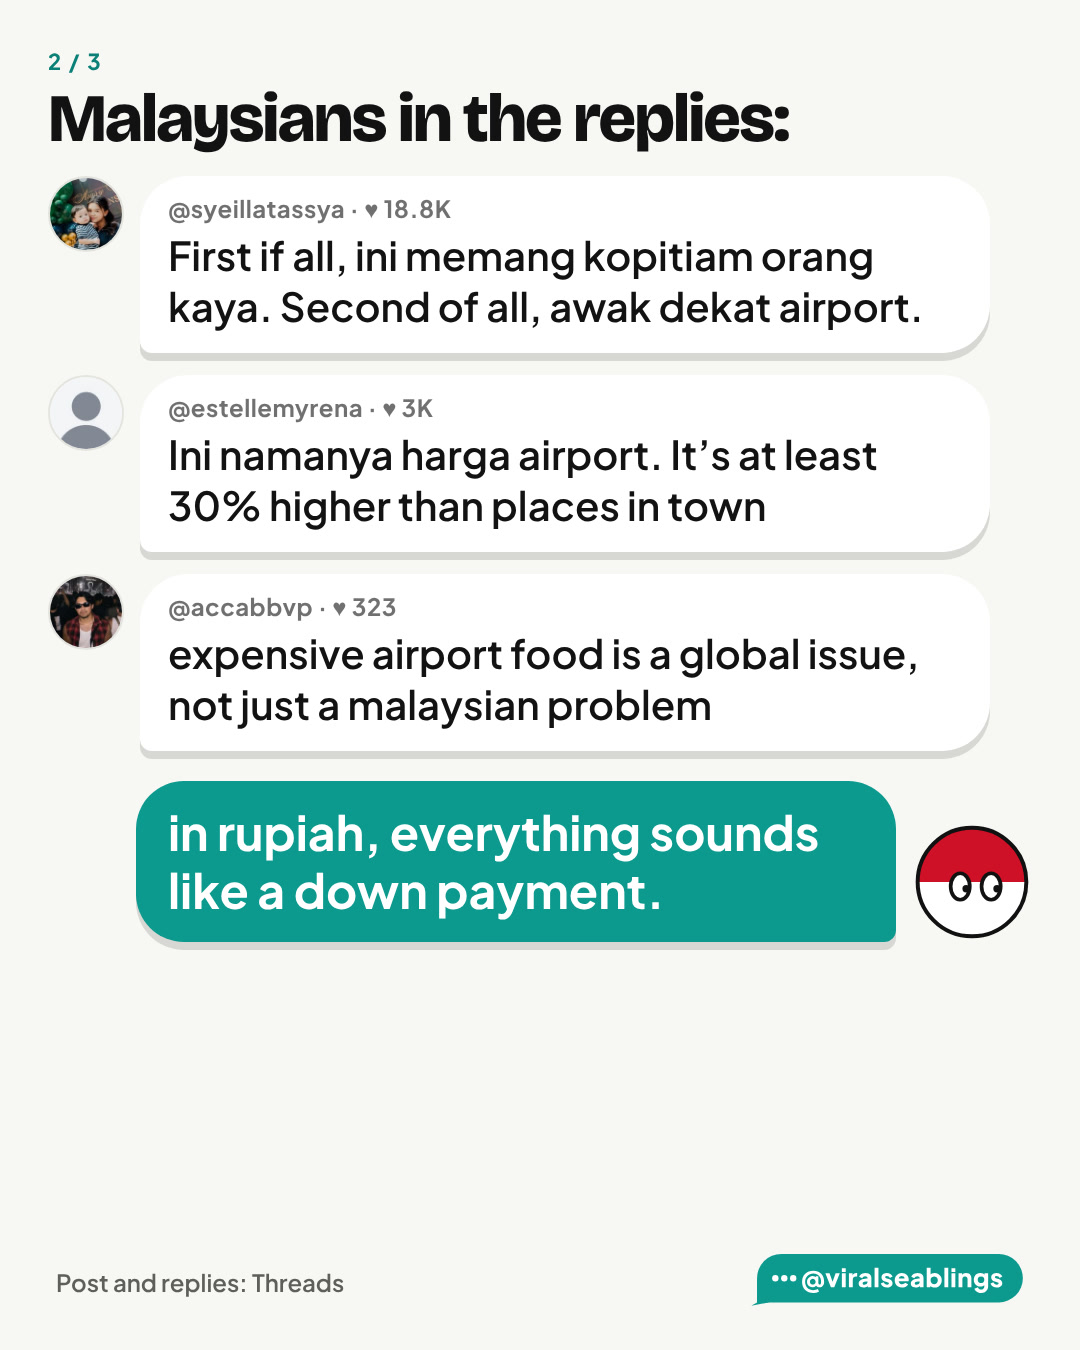 2 / 3
Malaysians in the replies:
@syeillatassya · ♥ 18.8K
First if all, ini memang kopitiam orang
kaya. Second of all, awak dekat airport.
@estellemyrena · ♥ 3K
Ini namanya harga airport. It’s at least
30% higher than places in town
@accabbvp · ♥ 323
expensive airport food is a global issue,
not just a malaysian problem
in rupiah, everything sounds
like a down payment.
Post and replies: Threads
@viralseablings